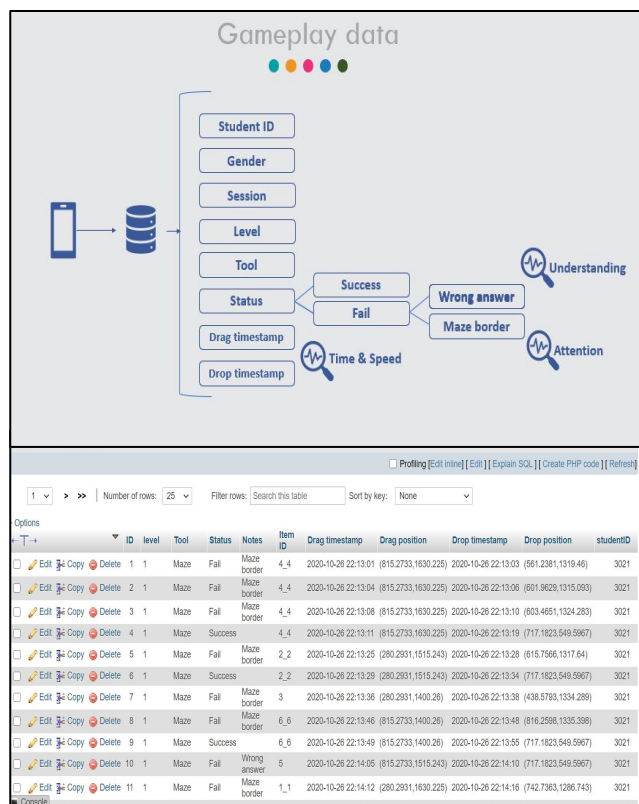 Gameplay data
Student ID
Gender
Session
Level
Tool
Status
Drag timestamp
Drop timestamp
Success
Fail
Wrong answer
Maze border
Understanding
Attention
Time & Speed
Profiling [Edit inline] [ Edit ] [ Explain SQL ] [ Create PHP code ] [ Refresh]
1 > >> Number of rows: 25 Filter rows: Search this table Sort by key: None
Options
←T→ ID level Tool Status Notes Item ID Drag timestamp Drag position Drop timestamp Drop position studentID
Edit Copy Delete 1 1 Maze Fail Maze border 4_4 2020-10-26 22:13:01 (815.2733,1630.225) 2020-10-26 22:13:03 (561.2381,1319.46) 3021
Edit Copy Delete 2 1 Maze Fail Maze border 4_4 2020-10-26 22:13:04 (815.2733,1630.225) 2020-10-26 22:13:06 (601.9629,1315.093) 3021
Edit Copy Delete 3 1 Maze Fail Maze border 4_4 2020-10-26 22:13:08 (815.2733,1630.225) 2020-10-26 22:13:10 (603.4651,1324.283) 3021
Edit Copy Delete 4 1 Maze Success 4_4 2020-10-26 22:13:11 (815.2733,1630.225) 2020-10-26 22:13:19 (717.1823,549.5967) 3021
Edit Copy Delete 5 1 Maze Fail Maze border 2_2 2020-10-26 22:13:25 (280.2931,1515.243) 2020-10-26 22:13:28 (615.7566,1317.64) 3021
Edit Copy Delete 6 1 Maze Success 2_2 2020-10-26 22:13:29 (280.2931,1515.243) 2020-10-26 22:13:34 (717.1823,549.5967) 3021
Edit Copy Delete 7 1 Maze Fail Maze border 3 2020-10-26 22:13:36 (280.2931,1400.26) 2020-10-26 22:13:38 (438.5793,1334.289) 3021
Edit Copy Delete 8 1 Maze Fail Maze border 6_6 2020-10-26 22:13:46 (815.2733,1400.26) 2020-10-26 22:13:48 (816.2598,1335.398) 3021
Edit Copy Delete 9 1 Maze Success 6_6 2020-10-26 22:13:49 (815.2733,1400.26) 2020-10-26 22:13:55 (717.1823,549.5967) 3021
Edit Copy Delete 10 1 Maze Fail Wrong answer 5 2020-10-26 22:14:05 (815.2733,1515.243) 2020-10-26 22:14:10 (717.1823,549.5967) 3021
Edit Copy Delete 11 1 Maze Fail Maze border 1_1 2020-10-26 22:14:12 (280.2931,1630.225) 2020-10-26 22:14:16 (742.7363,1286.743) 3021
Console